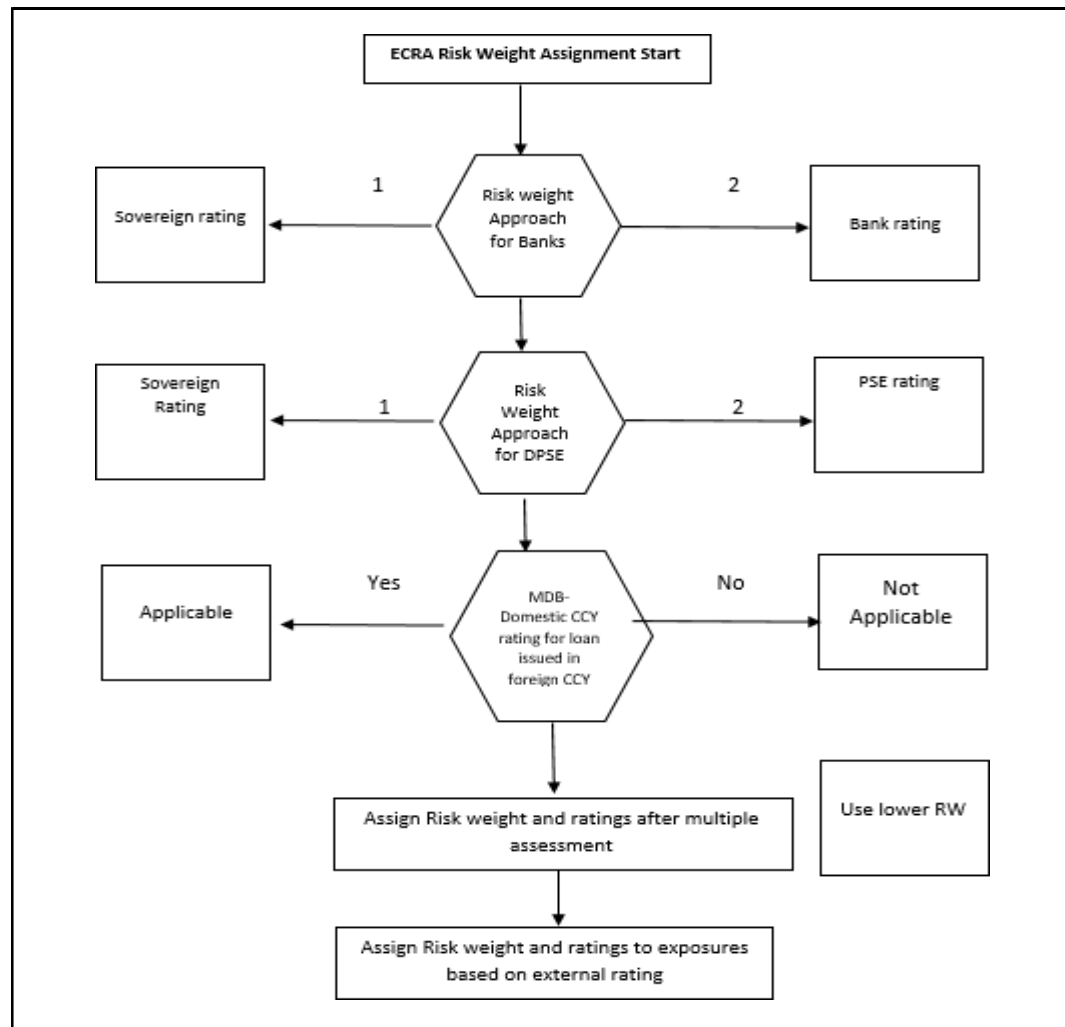 ECRA Risk Weight Assignment Start
1
2
Sovereign rating
Risk weight
Approach
for Banks
Bank rating
Sovereign
Rating
1
Risk
Weight
Approach
for DPSE
2
PSE rating
Applicable
Yes
MDB-
Domestic CCY
rating for loan
issued in
foreign CCY
No
Not
Applicable
Assign Risk weight and ratings after multiple
assessment
Use lower RW
Assign Risk weight and ratings to exposures
based on external rating